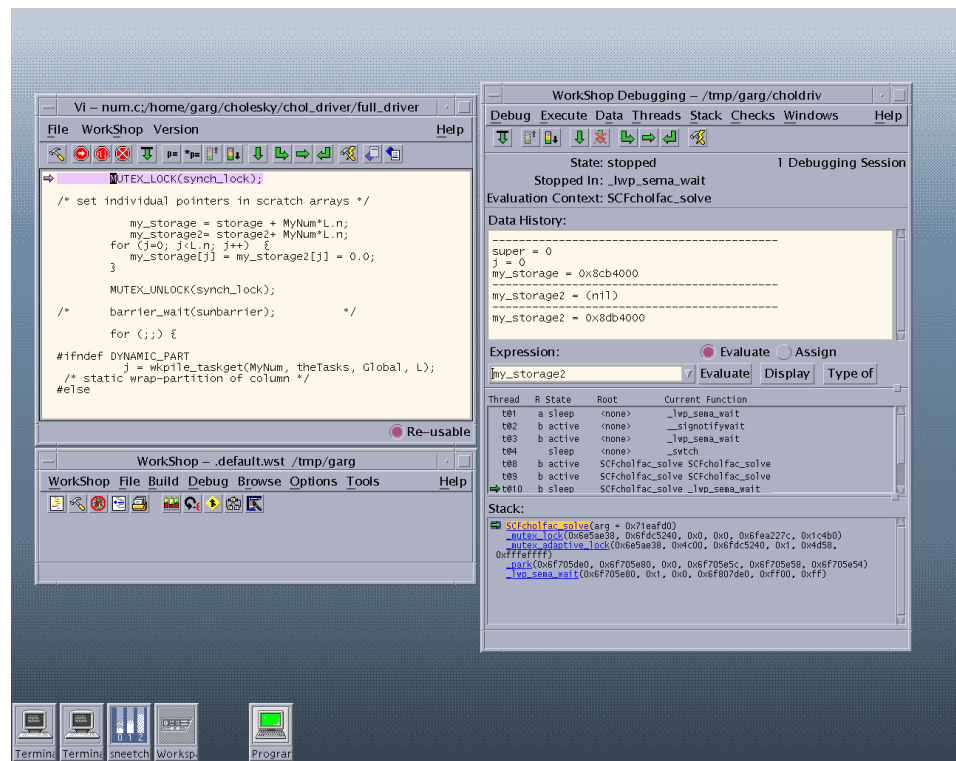 Vi – num.c;/home/garg/cholesky/chol_driver/full_driver
File WorkShop Version Help
p= *p=
MUTEX_LOCK(synch_lock);
/* set individual pointers in scratch arrays */
my_storage = storage + MyNum*L.n;
my_storage2= storage2+ MyNum*L.n;
for (j=0; j<L.n; j++) {
my_storage[j] = my_storage2[j] = 0.0;
}
MUTEX_UNLOCK(synch_lock);
/* barrier_wait(sunbarrier); */
for (;;) {
#ifndef DYNAMIC_PART
j = wkpile_taskget(MyNum, theTasks, Global, L);
/* static wrap-partition of column */
#else
Re-usable
WorkShop – .default.wst /tmp/garg
WorkShop File Build Debug Browse Options Tools Help
WorkShop Debugging – /tmp/garg/choldriv
Debug Execute Data Threads Stack Checks Windows Help
State: stopped 1 Debugging Session
Stopped In: _lwp_sema_wait
Evaluation Context: SCFcholfac_solve
Data History:
---------------------------------------------
super = 0
j = 0
my_storage = 0x8cb4000
---------------------------------------------
my_storage2 = (nil)
---------------------------------------------
my_storage2 = 0x8db4000
Expression: Evaluate Assign
my_storage2 Evaluate Display Type of
Thread R State Root Current Function
t@1 a sleep <none> _lwp_sema_wait
t@2 b active <none> __signotifywait
t@3 b active <none> _lwp_sema_wait
t@4 sleep <none> _swtch
t@8 b active SCFcholfac_solve SCFcholfac_solve
t@9 b active SCFcholfac_solve SCFcholfac_solve
t@10 b sleep SCFcholfac_solve _lwp_sema_wait
Stack:
SCFcholfac_solve(arg = 0x71eafd0)
_mutex_lock(0x6e5ae38, 0x6fdc5240, 0x0, 0x0, 0x6fea227c, 0x1c4b0)
_mutex_adaptive_lock(0x6e5ae38, 0x4c00, 0x6fdc5240, 0x1, 0x4d58,
0xfffeffff)
_park(0x6f705de0, 0x6f705e80, 0x0, 0x6f705e5c, 0x6f705e58, 0x6f705e54)
_lwp_sema_wait(0x6f705e80, 0x1, 0x0, 0x6f807de0, 0xff00, 0xff)
0 1 2
Termina Termina sneetch Worksp Prograr